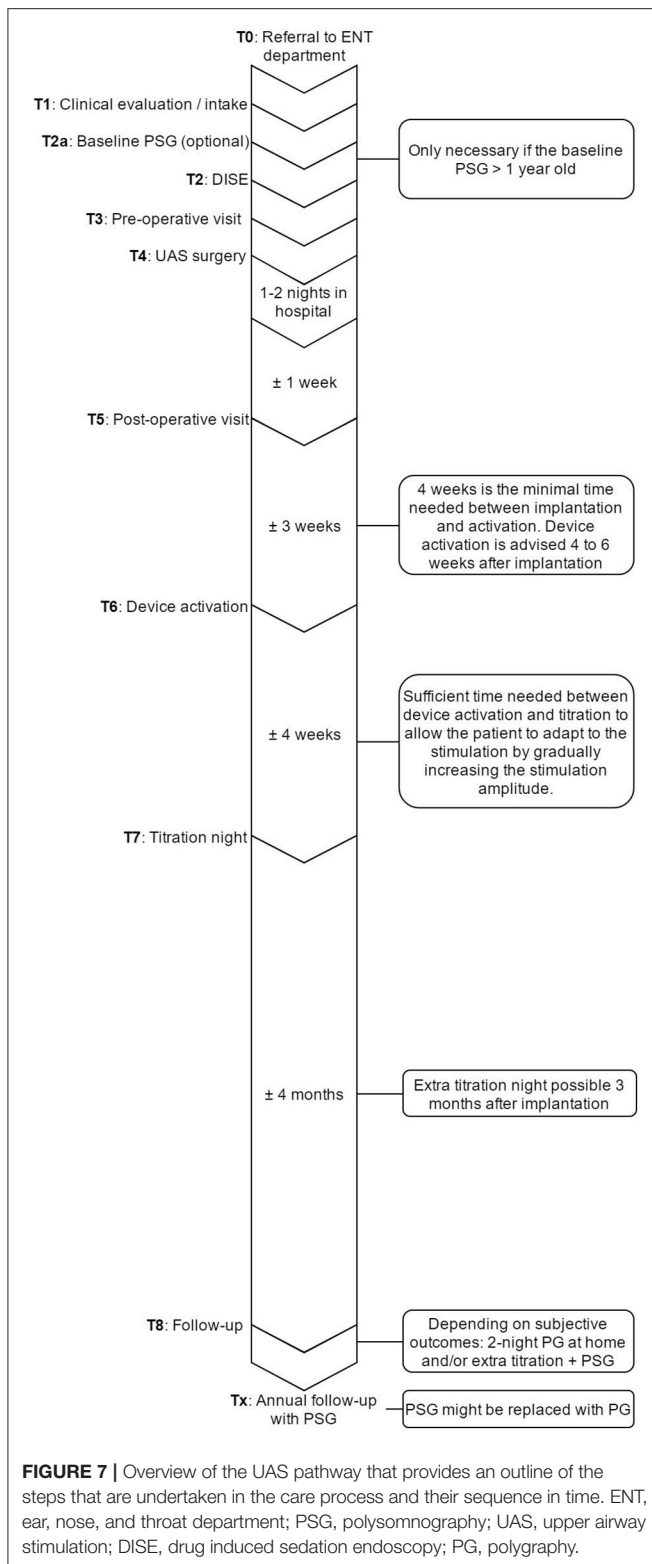 T0: Referral to ENT
department
T1: Clinical evaluation / intake
T2a: Baseline PSG (optional)
Only necessary if the baseline
PSG > 1 year old
T2: DISE
T3: Pre-operative visit
T4: UAS surgery
1-2 nights in
hospital
± 1 week
T5: Post-operative visit
± 3 weeks
4 weeks is the minimal time
needed between implantation
and activation. Device
activation is advised 4 to 6
weeks after implantation
T6: Device activation
± 4 weeks
Sufficient time needed between
device activation and titration to
allow the patient to adapt to the
stimulation by gradually
increasing the stimulation
amplitude.
T7: Titration night
± 4 months
Extra titration night possible 3
months after implantation
T8: Follow-up
Depending on subjective
outcomes: 2-night PG at home
and/or extra titration + PSG
Tx: Annual follow-up
with PSG
PSG might be replaced with PG
FIGURE 7 | Overview of the UAS pathway that provides an outline of the
steps that are undertaken in the care process and their sequence in time. ENT,
ear, nose, and throat department; PSG, polysomnography; UAS, upper airway
stimulation; DISE, drug induced sedation endoscopy; PG, polygraphy.